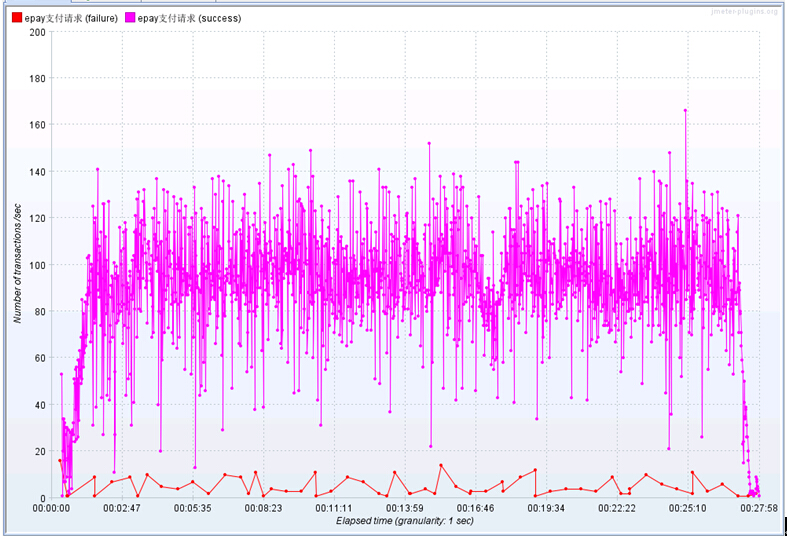 epay支付请求 (failure) epay支付请求 (success)
jmeter-plugins.org
200
180
160
140
120
100
80
60
40
20
0
Number of transactions /sec
00:00:00 00:02:47 00:05:35 00:08:23 00:11:11 00:13:59 00:16:46 00:19:34 00:22:22 00:25:10 00:27:58
Elapsed time (granularity: 1 sec)